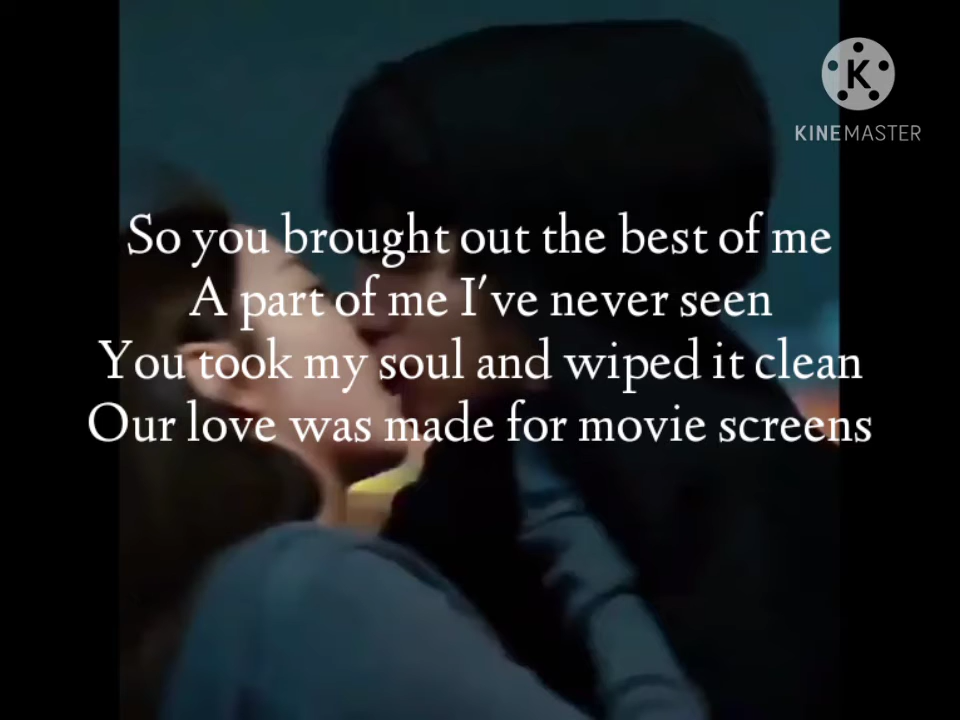 KINEMASTER
So you brought out the best of me
A part of me I've never seen
You took my soul and wiped it clean
Our love was made for movie screens